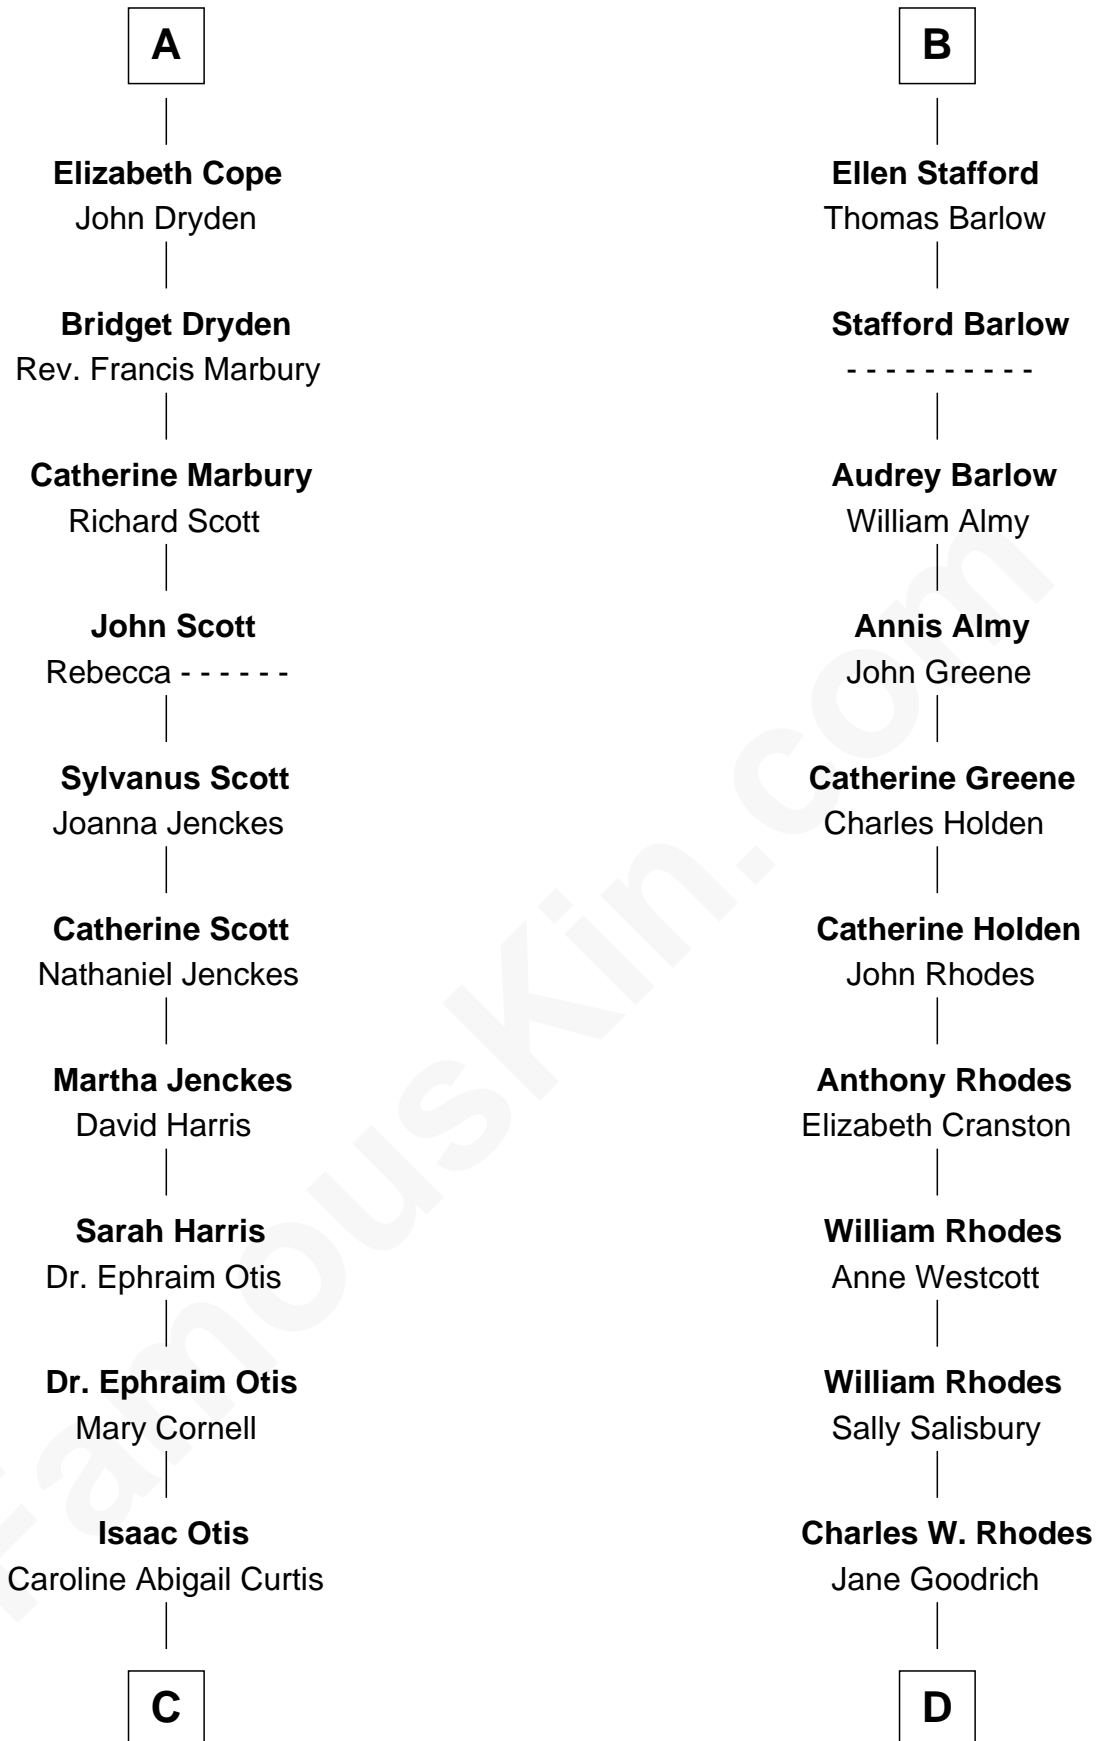 A
Elizabeth Cope
John Dryden
Bridget Dryden
Rev. Francis Marbury
Catherine Marbury
Richard Scott
John Scott
Rebecca - - - - - -
Sylvanus Scott
Joanna Jenckes
Catherine Scott
Nathaniel Jenckes
Martha Jenckes
David Harris
Sarah Harris
Dr. Ephraim Otis
Dr. Ephraim Otis
Mary Cornell
Isaac Otis
Caroline Abigail Curtis
C
B
Ellen Stafford
Thomas Barlow
Stafford Barlow
- - - - - - - - - -
Audrey Barlow
William Almy
Annis Almy
John Greene
Catherine Greene
Charles Holden
Catherine Holden
John Rhodes
Anthony Rhodes
Elizabeth Cranston
William Rhodes
Anne Westcott
William Rhodes
Sally Salisbury
Charles W. Rhodes
Jane Goodrich
D
FamousKin.com